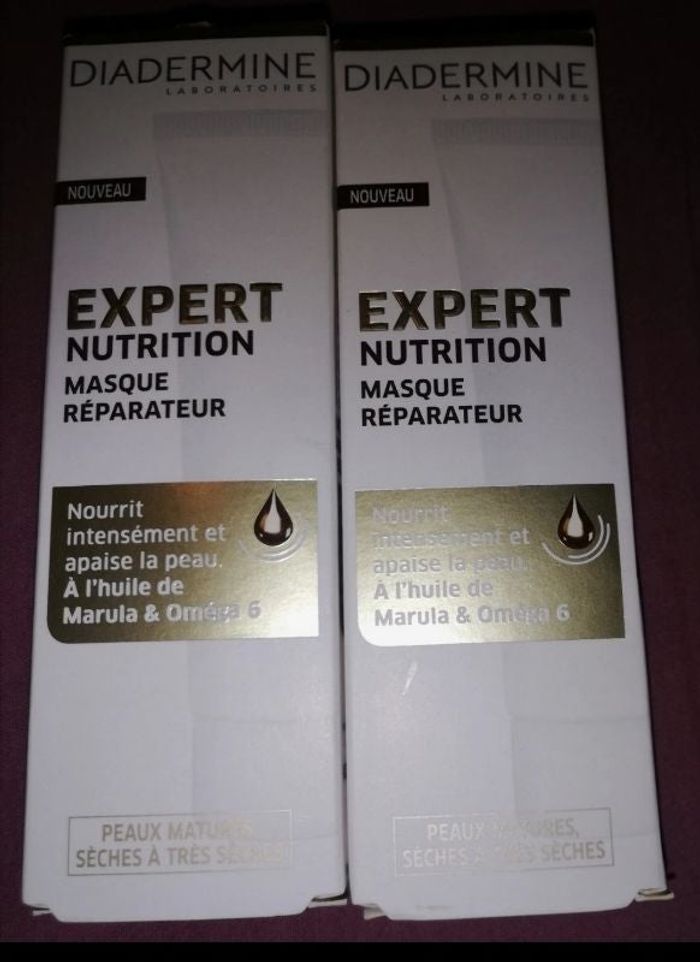 DIADERMINE
LABORATOIRES
NOUVEAU
EXPERT
NUTRITION
MASQUE
RÉPARATEUR
Nourrit
intensément et
apaise la peau.
À l'huile de
Marula & Oméga 6
PEAUX MATURES,
SÈCHES À TRÈS SÈCHES
DIADERMINE
LABORATOIRES
NOUVEAU
EXPERT
NUTRITION
MASQUE
RÉPARATEUR
Nourrit
intensément et
apaise la peau.
À l'huile de
Marula & Oméga 6
PEAUX MATURES,
SÈCHES À TRÈS SÈCHES